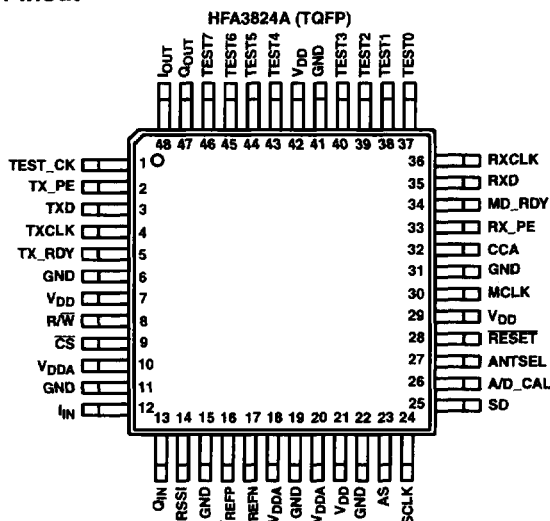 HFA3824A (TQFP)
IOUT QOUT TEST7 TEST6 TEST5 TEST4 VDD GND TEST3 TEST2 TEST1 TEST0
48 47 46 45 44 43 42 41 40 39 38 37
TEST_CK 1 36 RXCLK
TX_PE 2 35 RXD
TXD 3 34 MD_RDY
TXCLK 4 33 RX_PE
TX_RDY 5 32 CCA
GND 6 31 GND
VDD 7 30 MCLK
R/W̅ 8 29 VDD
C̅S̅ 9 28 R̅E̅S̅E̅T̅
VDDA 10 27 ANTSEL
GND 11 26 A/D_CAL
IIN 12 25 SD
13 14 15 16 17 18 19 20 21 22 23 24
QIN RSSI GND REFP REFN VDDA GND VDDA VDD GND AS SCLK